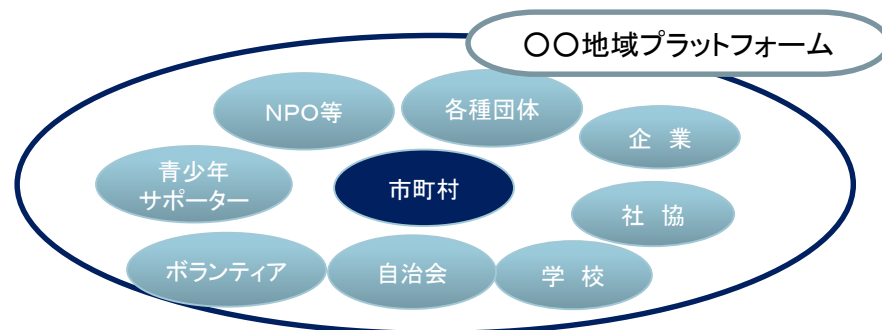 〇〇地域プラットフォーム
NPO等
各種団体
企　業
青少年
サポーター
市町村
社　協
ボランティア
自治会
学　校